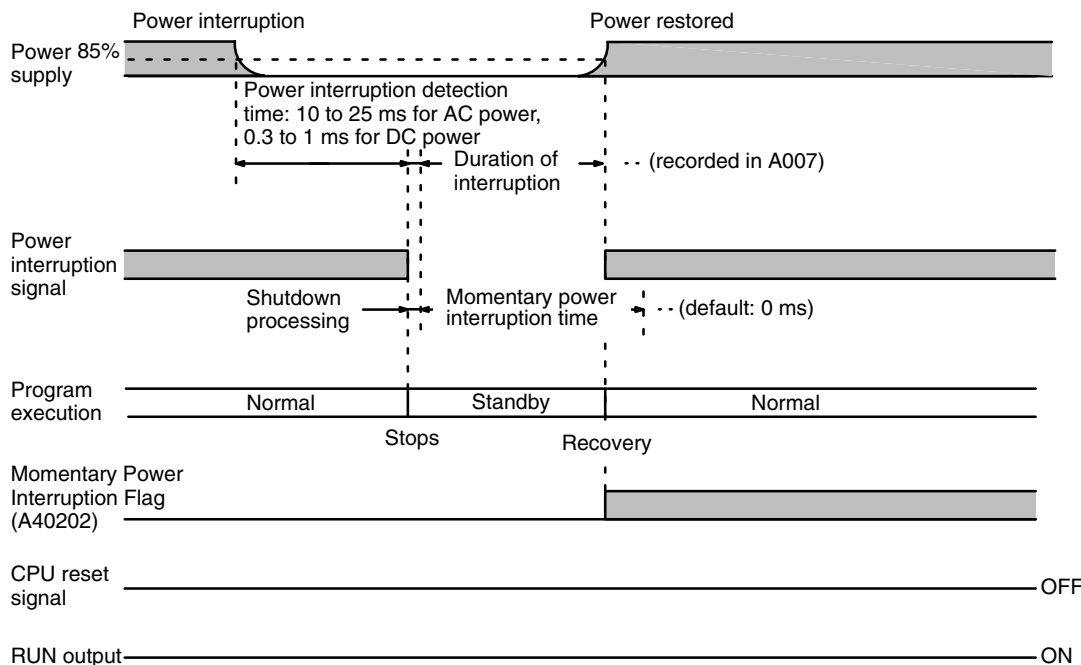 Power interruption
Power restored
Power 85%
supply
Power interruption detection
time: 10 to 25 ms for AC power,
0.3 to 1 ms for DC power
Duration of
interruption
(recorded in A007)
Power
interruption
signal
Shutdown
processing
Momentary power
interruption time
(default: 0 ms)
Program
execution
Normal
Standby
Normal
Stops
Recovery
Momentary Power
Interruption Flag
(A40202)
CPU reset
signal
OFF
RUN output
ON